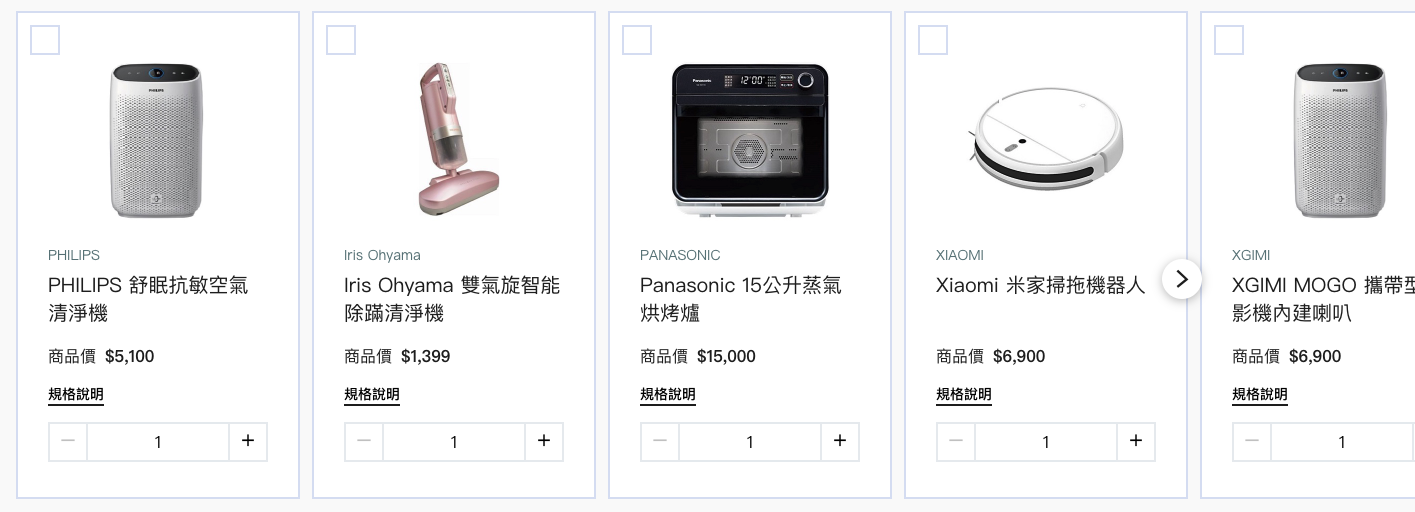 PHILIPS
PHILIPS 舒眠抗敏空氣
清淨機
商品價 $5,100
規格說明
1
Iris Ohyama
Iris Ohyama 雙氣旋智能
除蹣清淨機
商品價 $1,399
規格說明
1
Panasonic
12:00
PANASONIC
Panasonic 15公升蒸氣
烘烤爐
商品價 $15,000
規格說明
1
XIAOMI
Xiaomi 米家掃拖機器人
商品價 $6,900
規格說明
1
PHILIPS
XGIMI
XGIMI MOGO 攜帶型
影機內建喇叭
商品價 $6,900
規格說明
1